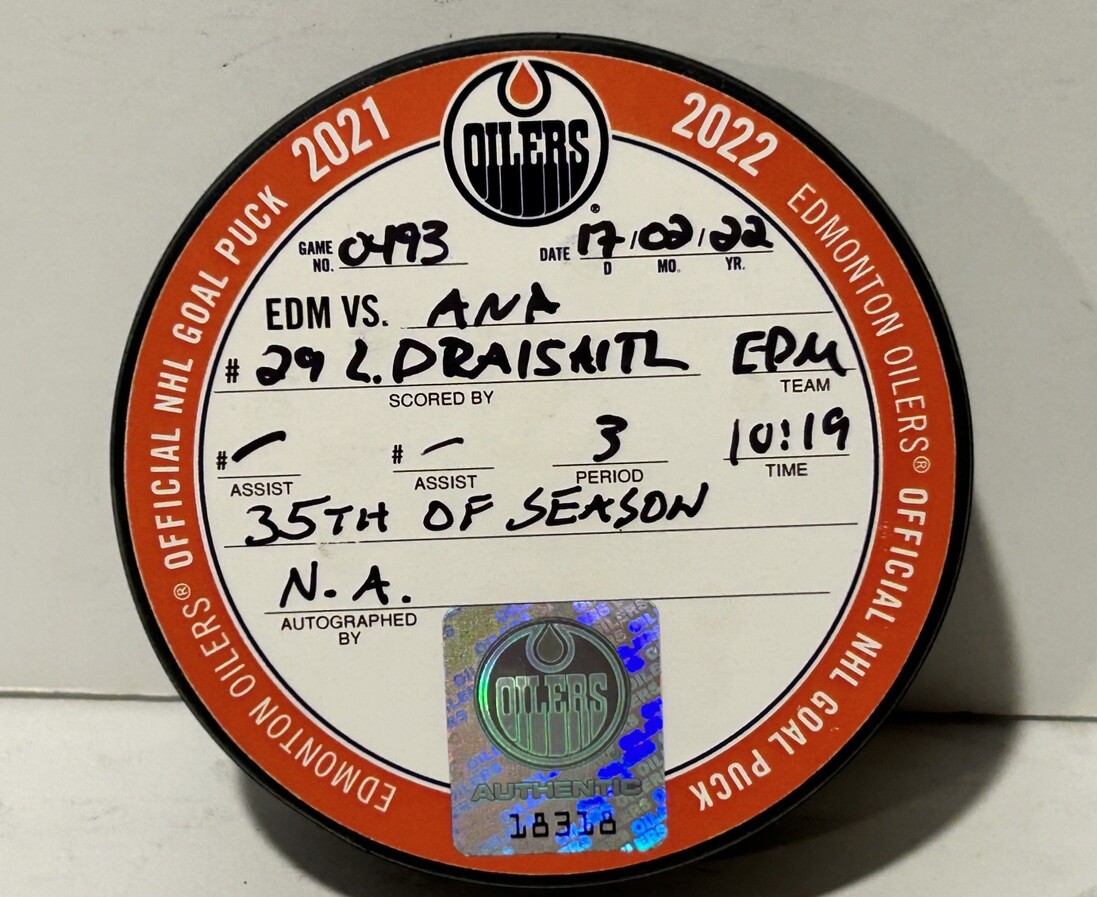 OFFICIAL NHL GOAL PUCK 2021
2022 EDMONTON OILERS® OFFICIAL NHL GOAL PUCK
EDMONTON OILERS®
OILERS
®
GAME NO. 0493 DATE 17/02/22
D MO. YR.
EDM VS. ANA
# 29 L. DRAISAITL EDM
SCORED BY TEAM
# – # – 3 10:19
ASSIST ASSIST PERIOD TIME
35TH OF SEASON
N.A.
AUTOGRAPHED BY
OILERS
AUTHENTIC
18318